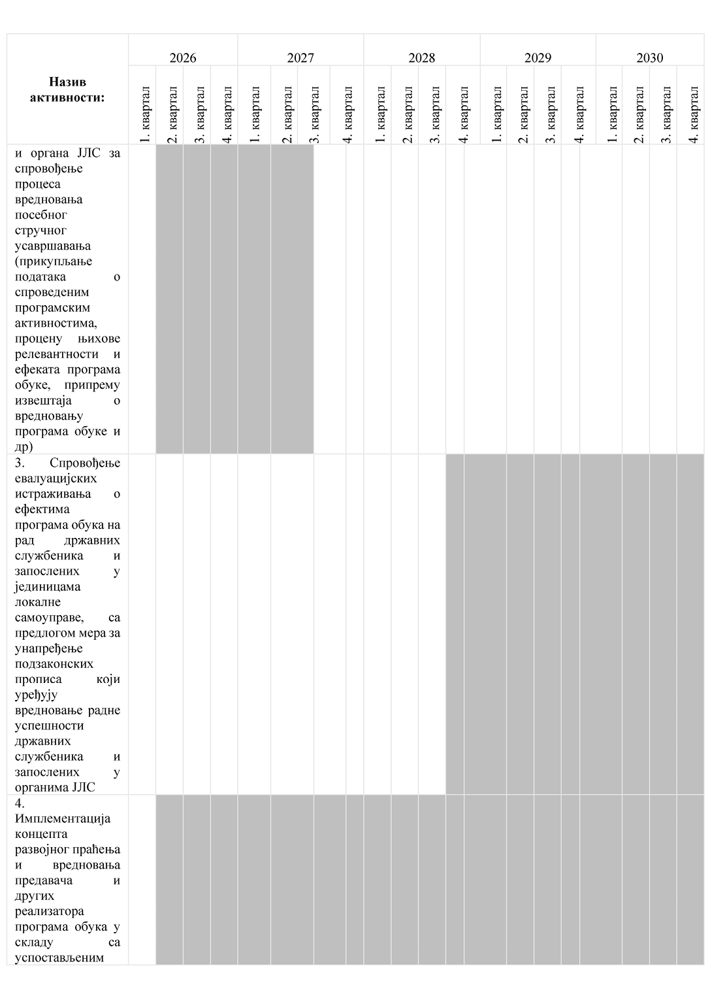 Назив
активности:
2026
2027
2028
2029
2030
1. квартал
2. квартал
3. квартал
4. квартал
1. квартал
2. квартал
3. квартал
4. квартал
1. квартал
2. квартал
3. квартал
4. квартал
1. квартал
2. квартал
3. квартал
4. квартал
1. квартал
2. квартал
3. квартал
4. квартал
и органа ЈЛС за
спровођење
процеса
вредновања
посебног
стручног
усавршавања
(прикупљање
података о
спроведеним
програмским
активностима,
процену њихове
релевантности и
ефеката програма
обуке, припрему
извештаја о
вредновању
програма обуке и
др)
3. Спровођење
евалуацијских
истраживања о
ефектима
програма обука на
рад државних
службеника и
запослених у
јединицама
локалне
самоуправе, са
предлогом мера за
унапређење
подзаконских
прописа који
уређују
вредновање радне
успешности
државних
службеника и
запослених у
органима ЈЛС
4.
Имплементација
концепта
развојног праћења
и вредновања
предавача и
других
реализатора
програма обука у
складу са
успостављеним